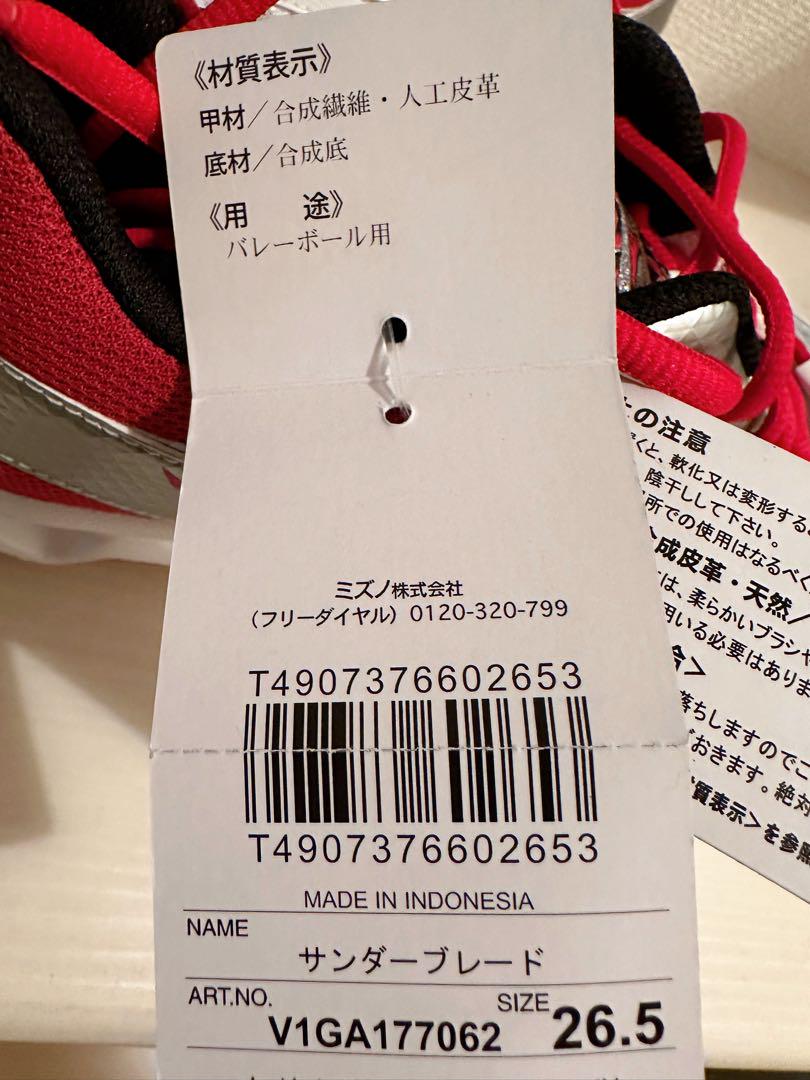 《材質表示》
甲材／合成繊維・人工皮革
底材／合成底
《用　途》
バレーボール用
ミズノ株式会社
(フリーダイヤル) 0120-320-799
T4907376602653
T4907376602653
MADE IN INDONESIA
NAME
サンダーブレード
ART.NO.
V1GA177062
SIZE
26.5
の注意
くと、軟化又は変形する
陰干しして下さい。
所での使用はなるべく
成皮革・天然／
は、柔らかいブラシや
用いる必要はありま
＞
落ちしますのでご
おきます。絶対
質表示＞を参照